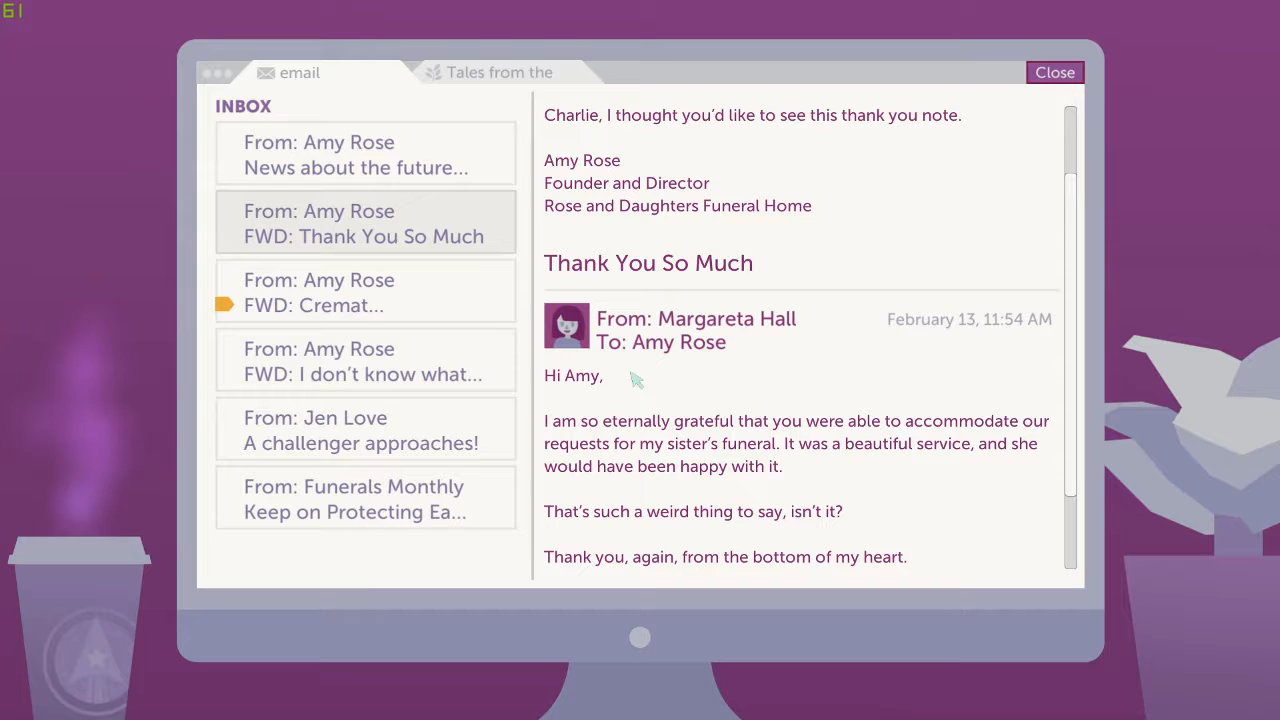 61
email
Tales from the
Close
INBOX
From: Amy Rose
News about the future...
From: Amy Rose
FWD: Thank You So Much
From: Amy Rose
FWD: Cremat...
From: Amy Rose
FWD: I don't know what...
From: Jen Love
A challenger approaches!
From: Funerals Monthly
Keep on Protecting Ea...
Charlie, I thought you'd like to see this thank you note.
Amy Rose
Founder and Director
Rose and Daughters Funeral Home
Thank You So Much
From: Margareta Hall
February 13, 11:54 AM
To: Amy Rose
Hi Amy,
I am so eternally grateful that you were able to accommodate our
requests for my sister's funeral. It was a beautiful service, and she
would have been happy with it.
That's such a weird thing to say, isn't it?
Thank you, again, from the bottom of my heart.